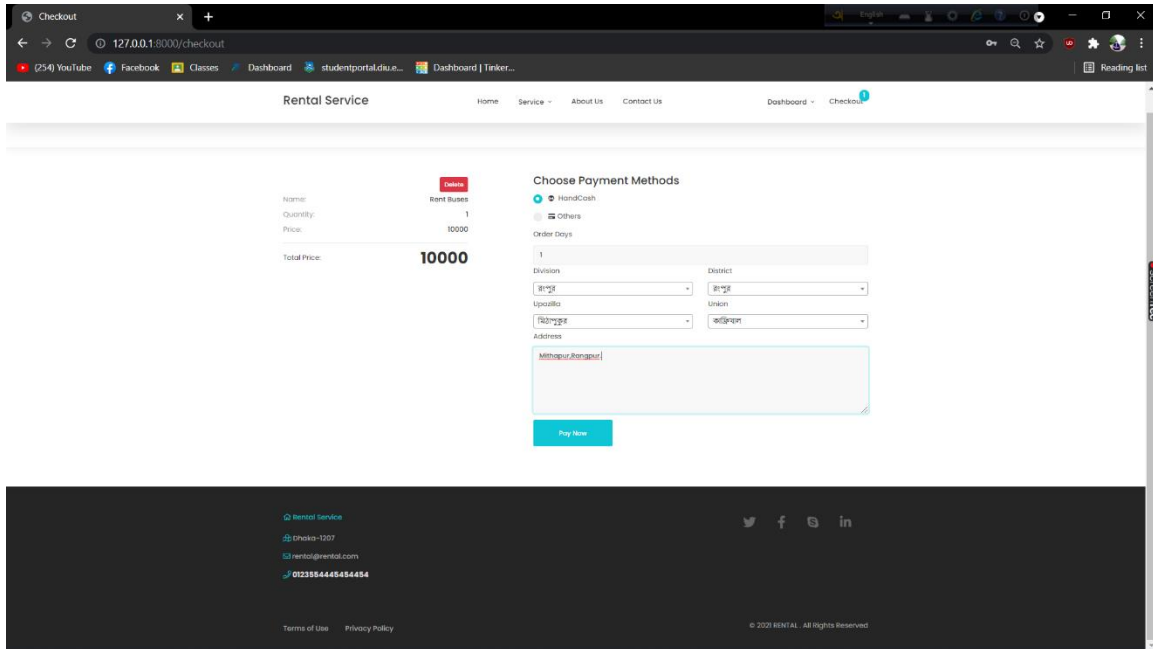 Checkout
English
127.0.0.1:8000/checkout
(254) YouTube Facebook Classes Dashboard studentportal.diu.e... Dashboard | Tinker... Reading list
Rental Service Home Service About Us Contact Us Dashboard Checkout 1
Delete
Name: Rent Buses
Quantity: 1
Price: 10000
Total Price: 10000
Choose Payment Methods
HandCash
Others
Order Days
1
Division District
রংপুর রংপুর
Upazilla Union
মিঠাপুকুর কাফ্রিখাল
Address
Mithapur,Rangpur
Pay Now
Rental Service
Dhaka-1207
rental@rental.com
0123554445454454
Terms of Use Privacy Policy
© 2021 RENTAL . All Rights Reserved